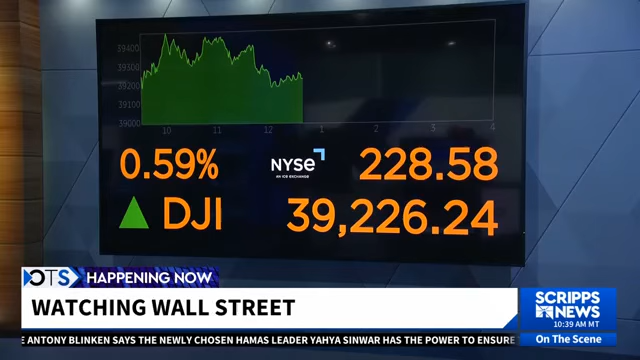 39400
39300
39200
39100
39000
10 11 12 1 2 3 4
0.59% NYSE 228.58
AN ICE EXCHANGE
DJI 39,226.24
OTS HAPPENING NOW
WATCHING WALL STREET
SCRIPPS
NEWS
10:39 AM MT
On The Scene
E ANTONY BLINKEN SAYS THE NEWLY CHOSEN HAMAS LEADER YAHYA SINWAR HAS THE POWER TO ENSURE